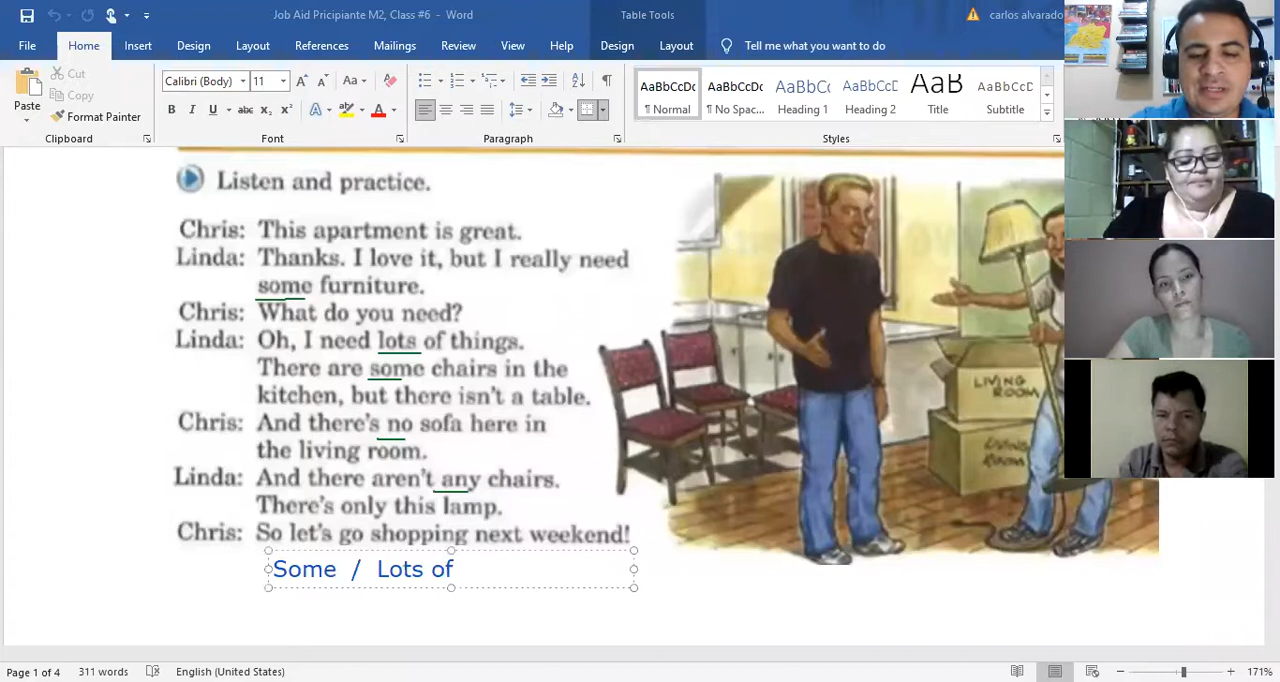 Job Aid Pricipiante M2, Class #6 - Word
Table Tools
carlos alvarado
File Home Insert Design Layout References Mailings Review View Help Design Layout Tell me what you want to do
Paste
Cut
Copy
Format Painter
Clipboard
Calibri (Body) 11
Font
Paragraph
AaBbCcDc AaBbCcDc AaBbCc AaBbCcD AaB AaBbCcD
¶ Normal ¶ No Spac... Heading 1 Heading 2 Title Subtitle
Styles
Listen and practice.
Chris: This apartment is great.
Linda: Thanks. I love it, but I really need
some furniture.
Chris: What do you need?
Linda: Oh, I need lots of things.
There are some chairs in the
kitchen, but there isn't a table.
Chris: And there's no sofa here in
the living room.
Linda: And there aren't any chairs.
There's only this lamp.
Chris: So let's go shopping next weekend!
LIVING
ROOM
LIVING
ROOM
Some / Lots of
Page 1 of 4 311 words English (United States) 171%